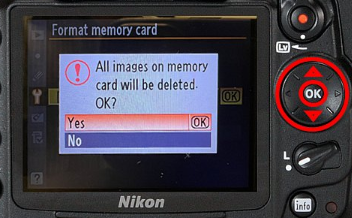 Format memory card
All images on memory
card will be deleted.
OK?
Yes OK
No
OK
Lv
OK
L
?
Nikon
info